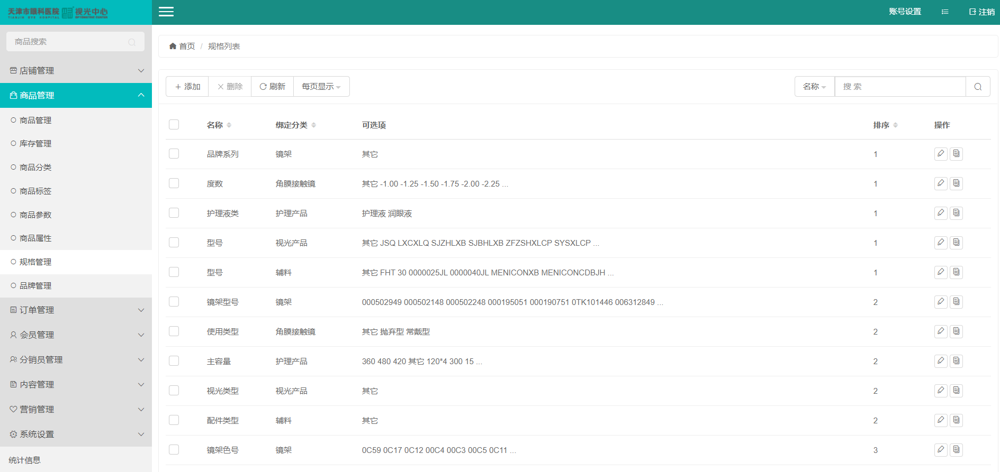 天津市眼科医院 视光中心
TIANJIN EYE HOSPITAL OPTOMETRIC CENTER
账号设置
注销
商品搜索
店铺管理
商品管理
商品管理
库存管理
商品分类
商品标签
商品参数
商品属性
规格管理
品牌管理
订单管理
会员管理
分销员管理
内容管理
营销管理
系统设置
统计信息
首页 / 规格列表
添加 删除 刷新 每页显示 名称 搜 索
名称 绑定分类 可选项 排序 操作
品牌系列 镜架 其它 1
度数 角膜接触镜 其它 -1.00 -1.25 -1.50 -1.75 -2.00 -2.25 ... 1
护理液类 护理产品 护理液 润眼液 1
型号 视光产品 其它 JSQ LXCXLQ SJZHLXB SJBHLXB ZFZSHXLCP SYSXLCP ... 1
型号 辅料 其它 FHT 30 0000025JL 0000040JL MENICONXB MENICONCDBJH ... 1
镜架型号 镜架 000502949 000502148 000502248 000195051 000190751 0TK101446 006312849 ... 2
使用类型 角膜接触镜 其它 抛弃型 常戴型 2
主容量 护理产品 360 480 420 其它 120*4 300 15 ... 2
视光类型 视光产品 其它 2
配件类型 辅料 其它 2
镜架色号 镜架 0C59 0C17 0C12 00C4 00C3 00C5 0C11 ... 3